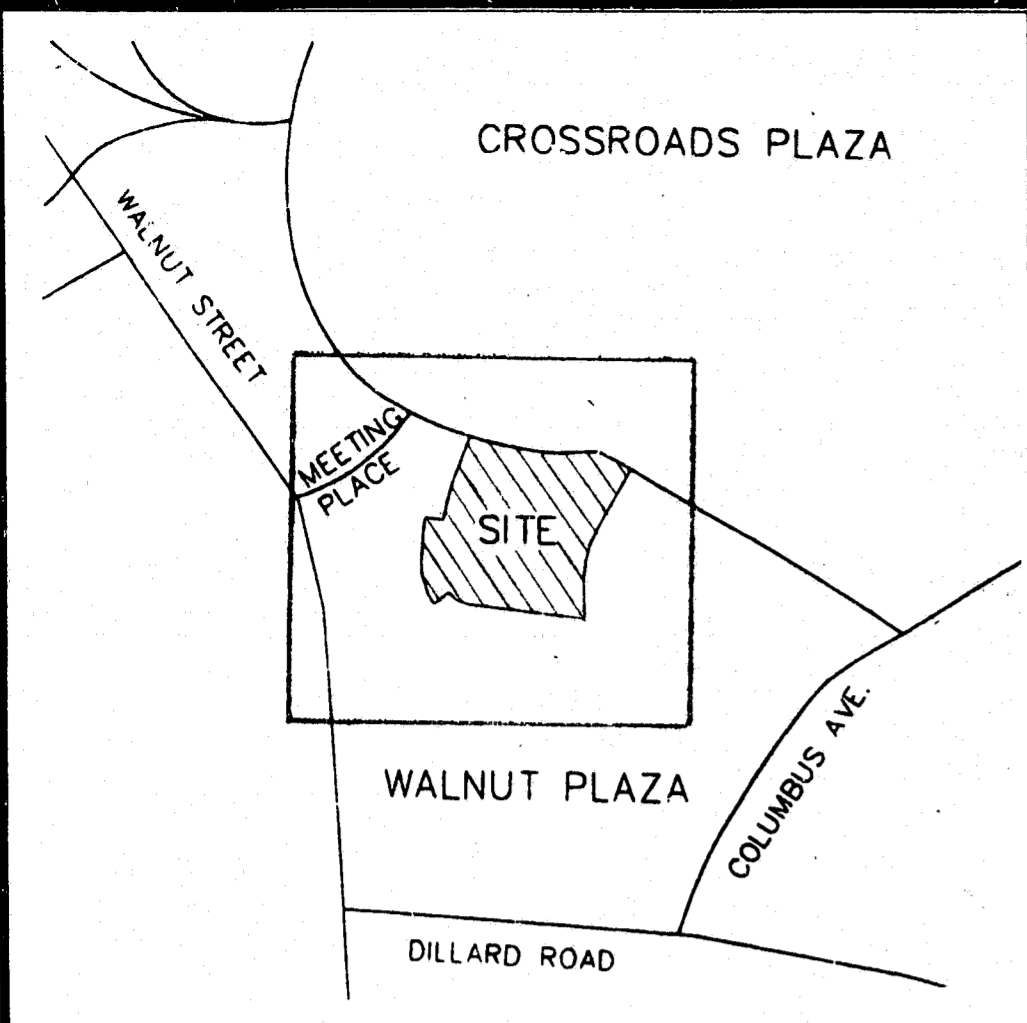 CROSSROADS PLAZA
WALNUT STREET
MEETING
PLACE
SITE
WALNUT PLAZA
COLUMBUS AVE.
DILLARD ROAD